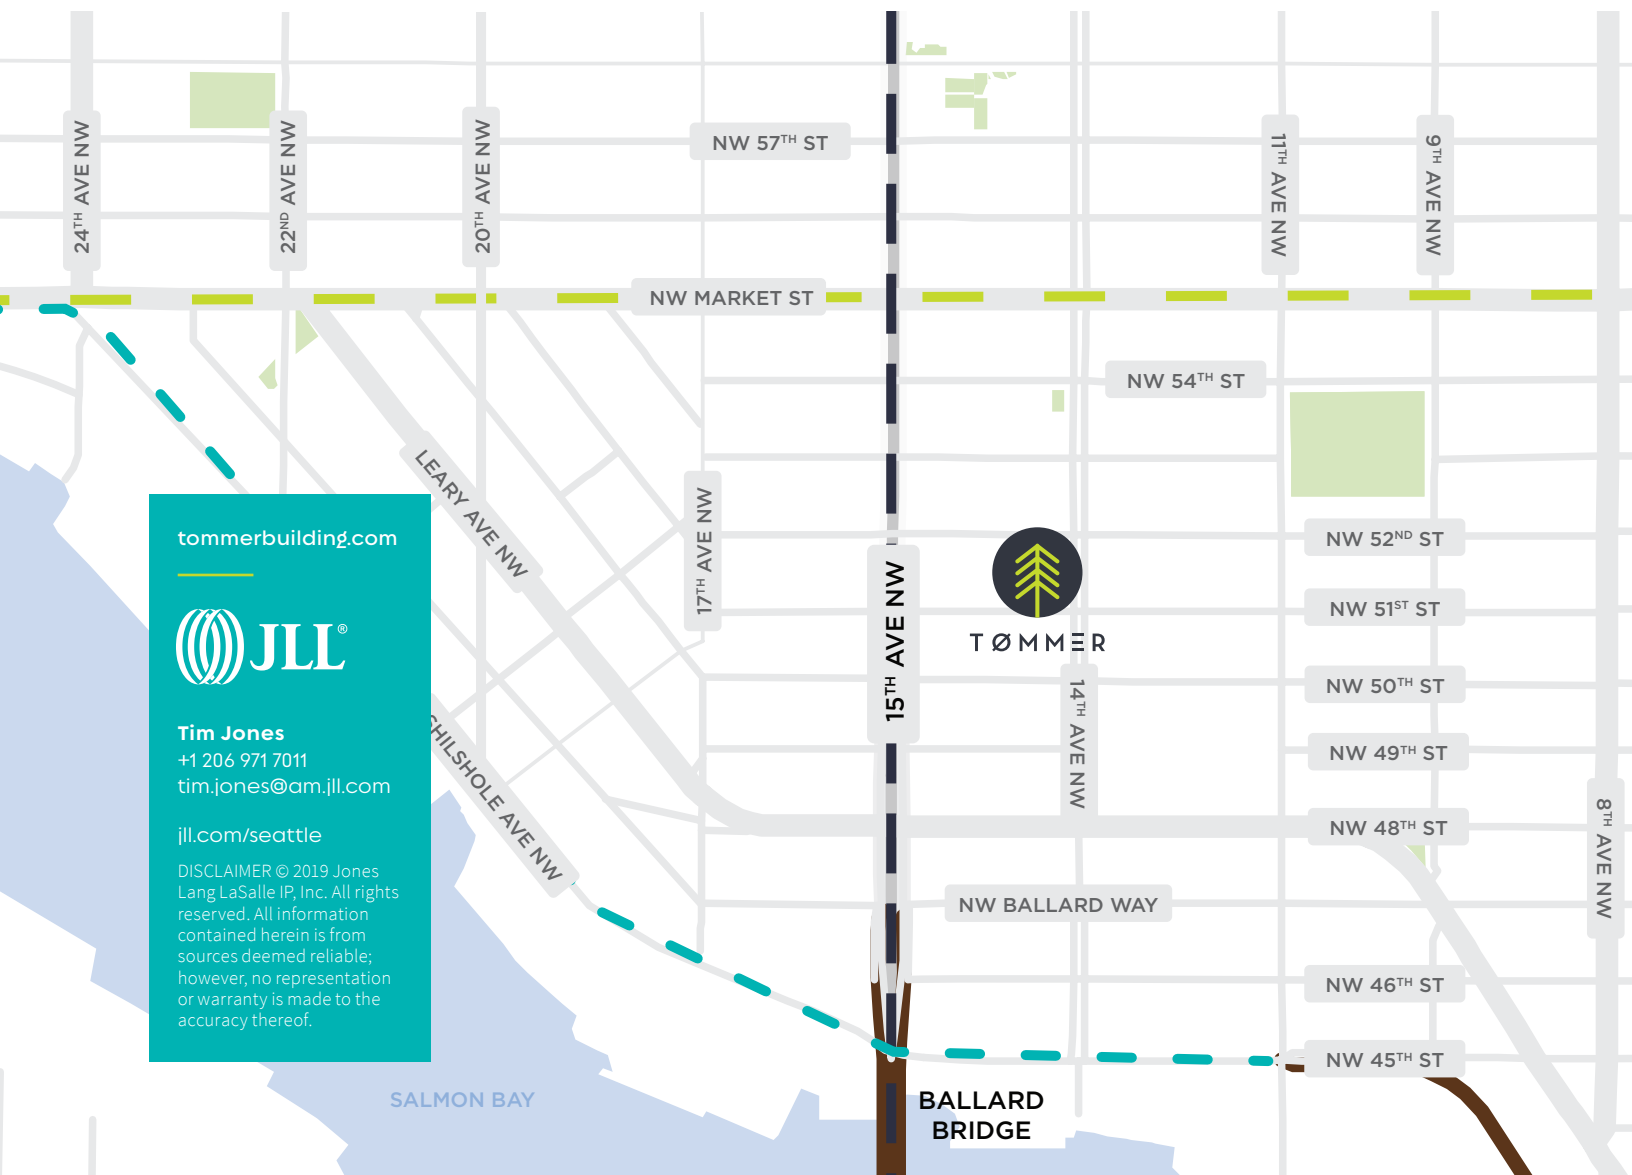 24TH AVE NW
22ND AVE NW
20TH AVE NW
NW 57TH ST
11TH AVE NW
9TH AVE NW
NW MARKET ST
NW 54TH ST
LEARY AVE NW
17TH AVE NW
15TH AVE NW
TØMMER
NW 52ND ST
NW 51ST ST
NW 50TH ST
14TH AVE NW
NW 49TH ST
NW 48TH ST
8TH AVE NW
SHILSHOLE AVE NW
NW BALLARD WAY
NW 46TH ST
NW 45TH ST
BALLARD
BRIDGE
SALMON BAY
tommerbuilding.com
JLL®
Tim Jones
+1 206 971 7011
tim.jones@am.jll.com
jll.com/seattle
DISCLAIMER © 2019 Jones
Lang LaSalle IP, Inc. All rights
reserved. All information
contained herein is from
sources deemed reliable;
however, no representation
or warranty is made to the
accuracy thereof.